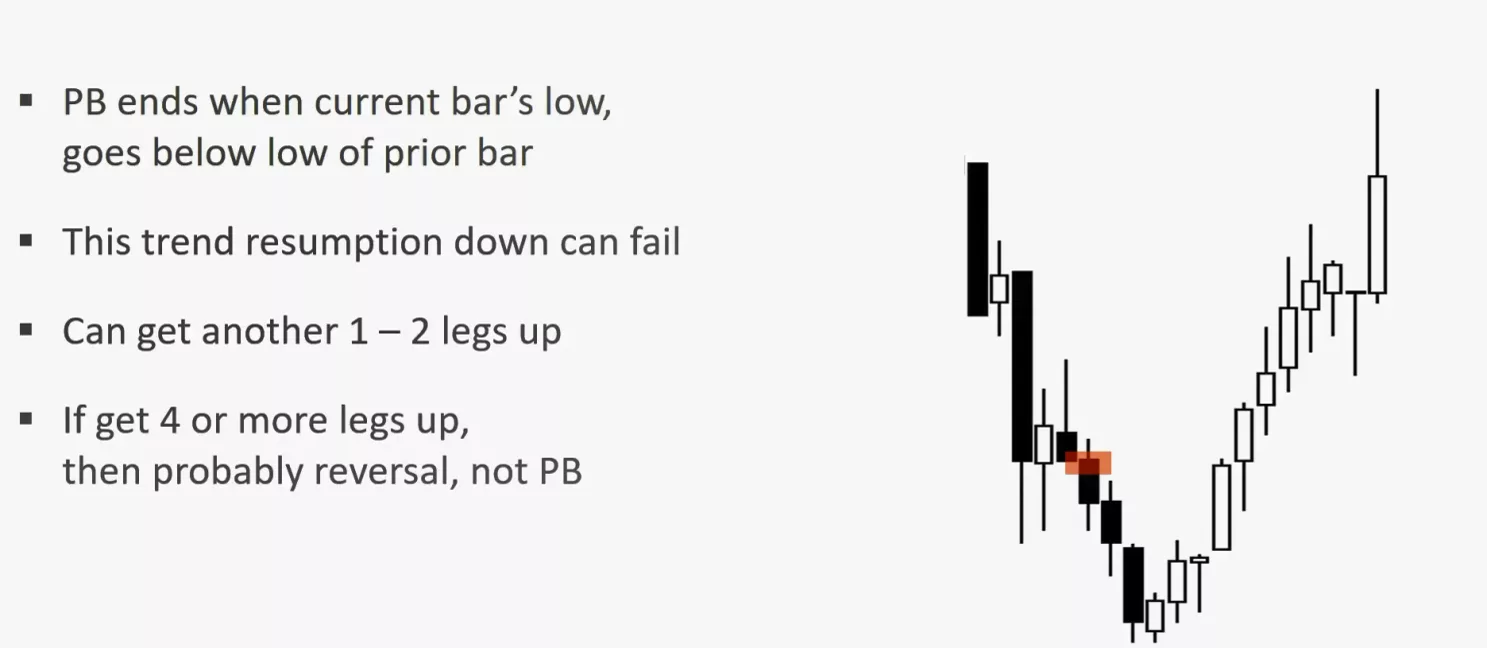 ▪ PB ends when current bar’s low,
goes below low of prior bar
▪ This trend resumption down can fail
▪ Can get another 1 – 2 legs up
▪ If get 4 or more legs up,
then probably reversal, not PB